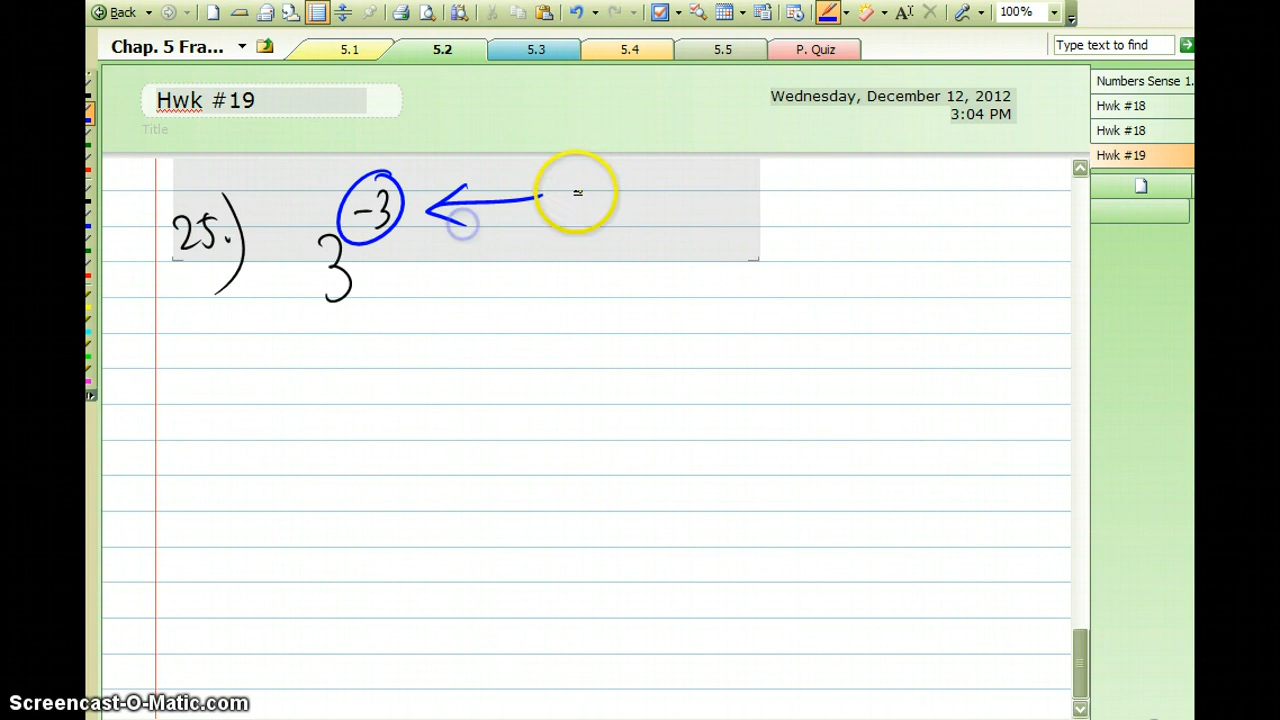 Back 100%
Chap. 5 Fra... 5.1 5.2 5.3 5.4 5.5 P. Quiz Type text to find
Hwk #19
Title
Wednesday, December 12, 2012
3:04 PM
Numbers Sense 1.
Hwk #18
Hwk #18
Hwk #19
25.) 3^-3
Screencast-O-Matic.com